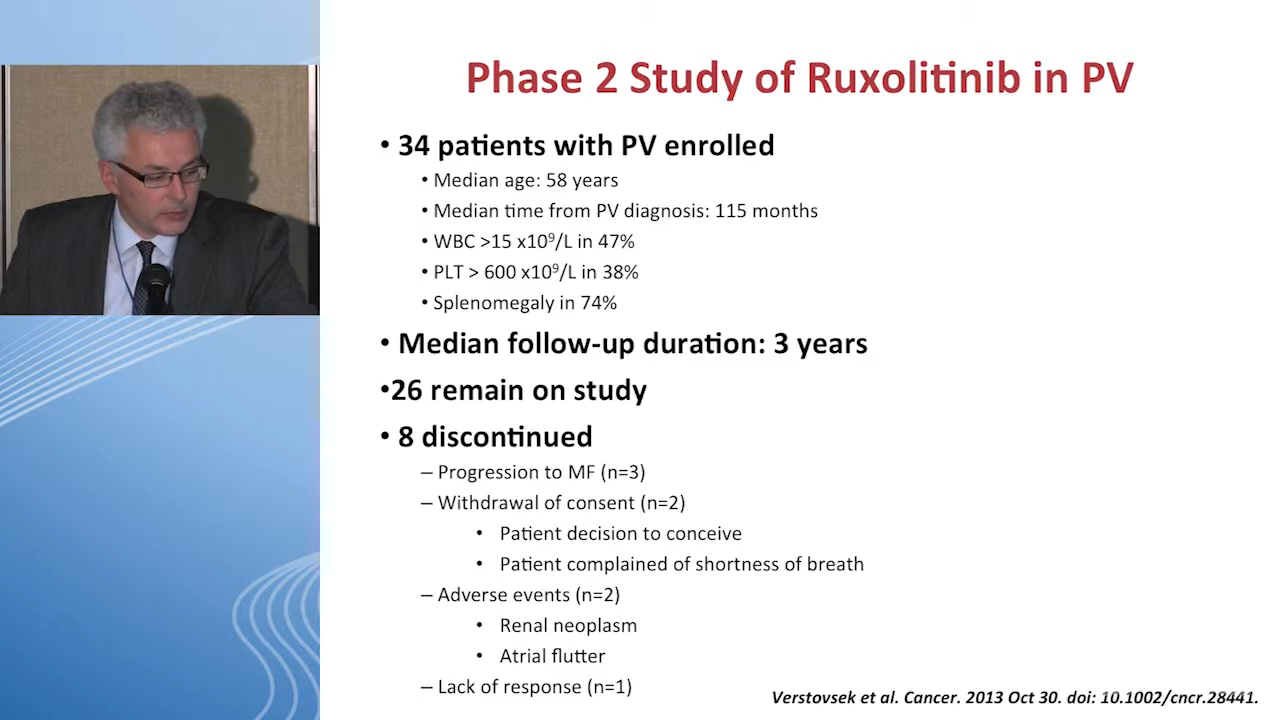 Phase 2 Study of Ruxolitinib in PV
• 34 patients with PV enrolled
• Median age: 58 years
• Median time from PV diagnosis: 115 months
• WBC >15 x10⁹/L in 47%
• PLT > 600 x10⁹/L in 38%
• Splenomegaly in 74%
• Median follow-up duration: 3 years
•26 remain on study
• 8 discontinued
– Progression to MF (n=3)
– Withdrawal of consent (n=2)
• Patient decision to conceive
• Patient complained of shortness of breath
– Adverse events (n=2)
• Renal neoplasm
• Atrial flutter
– Lack of response (n=1)
Verstovsek et al. Cancer. 2013 Oct 30. doi: 10.1002/cncr.28441.